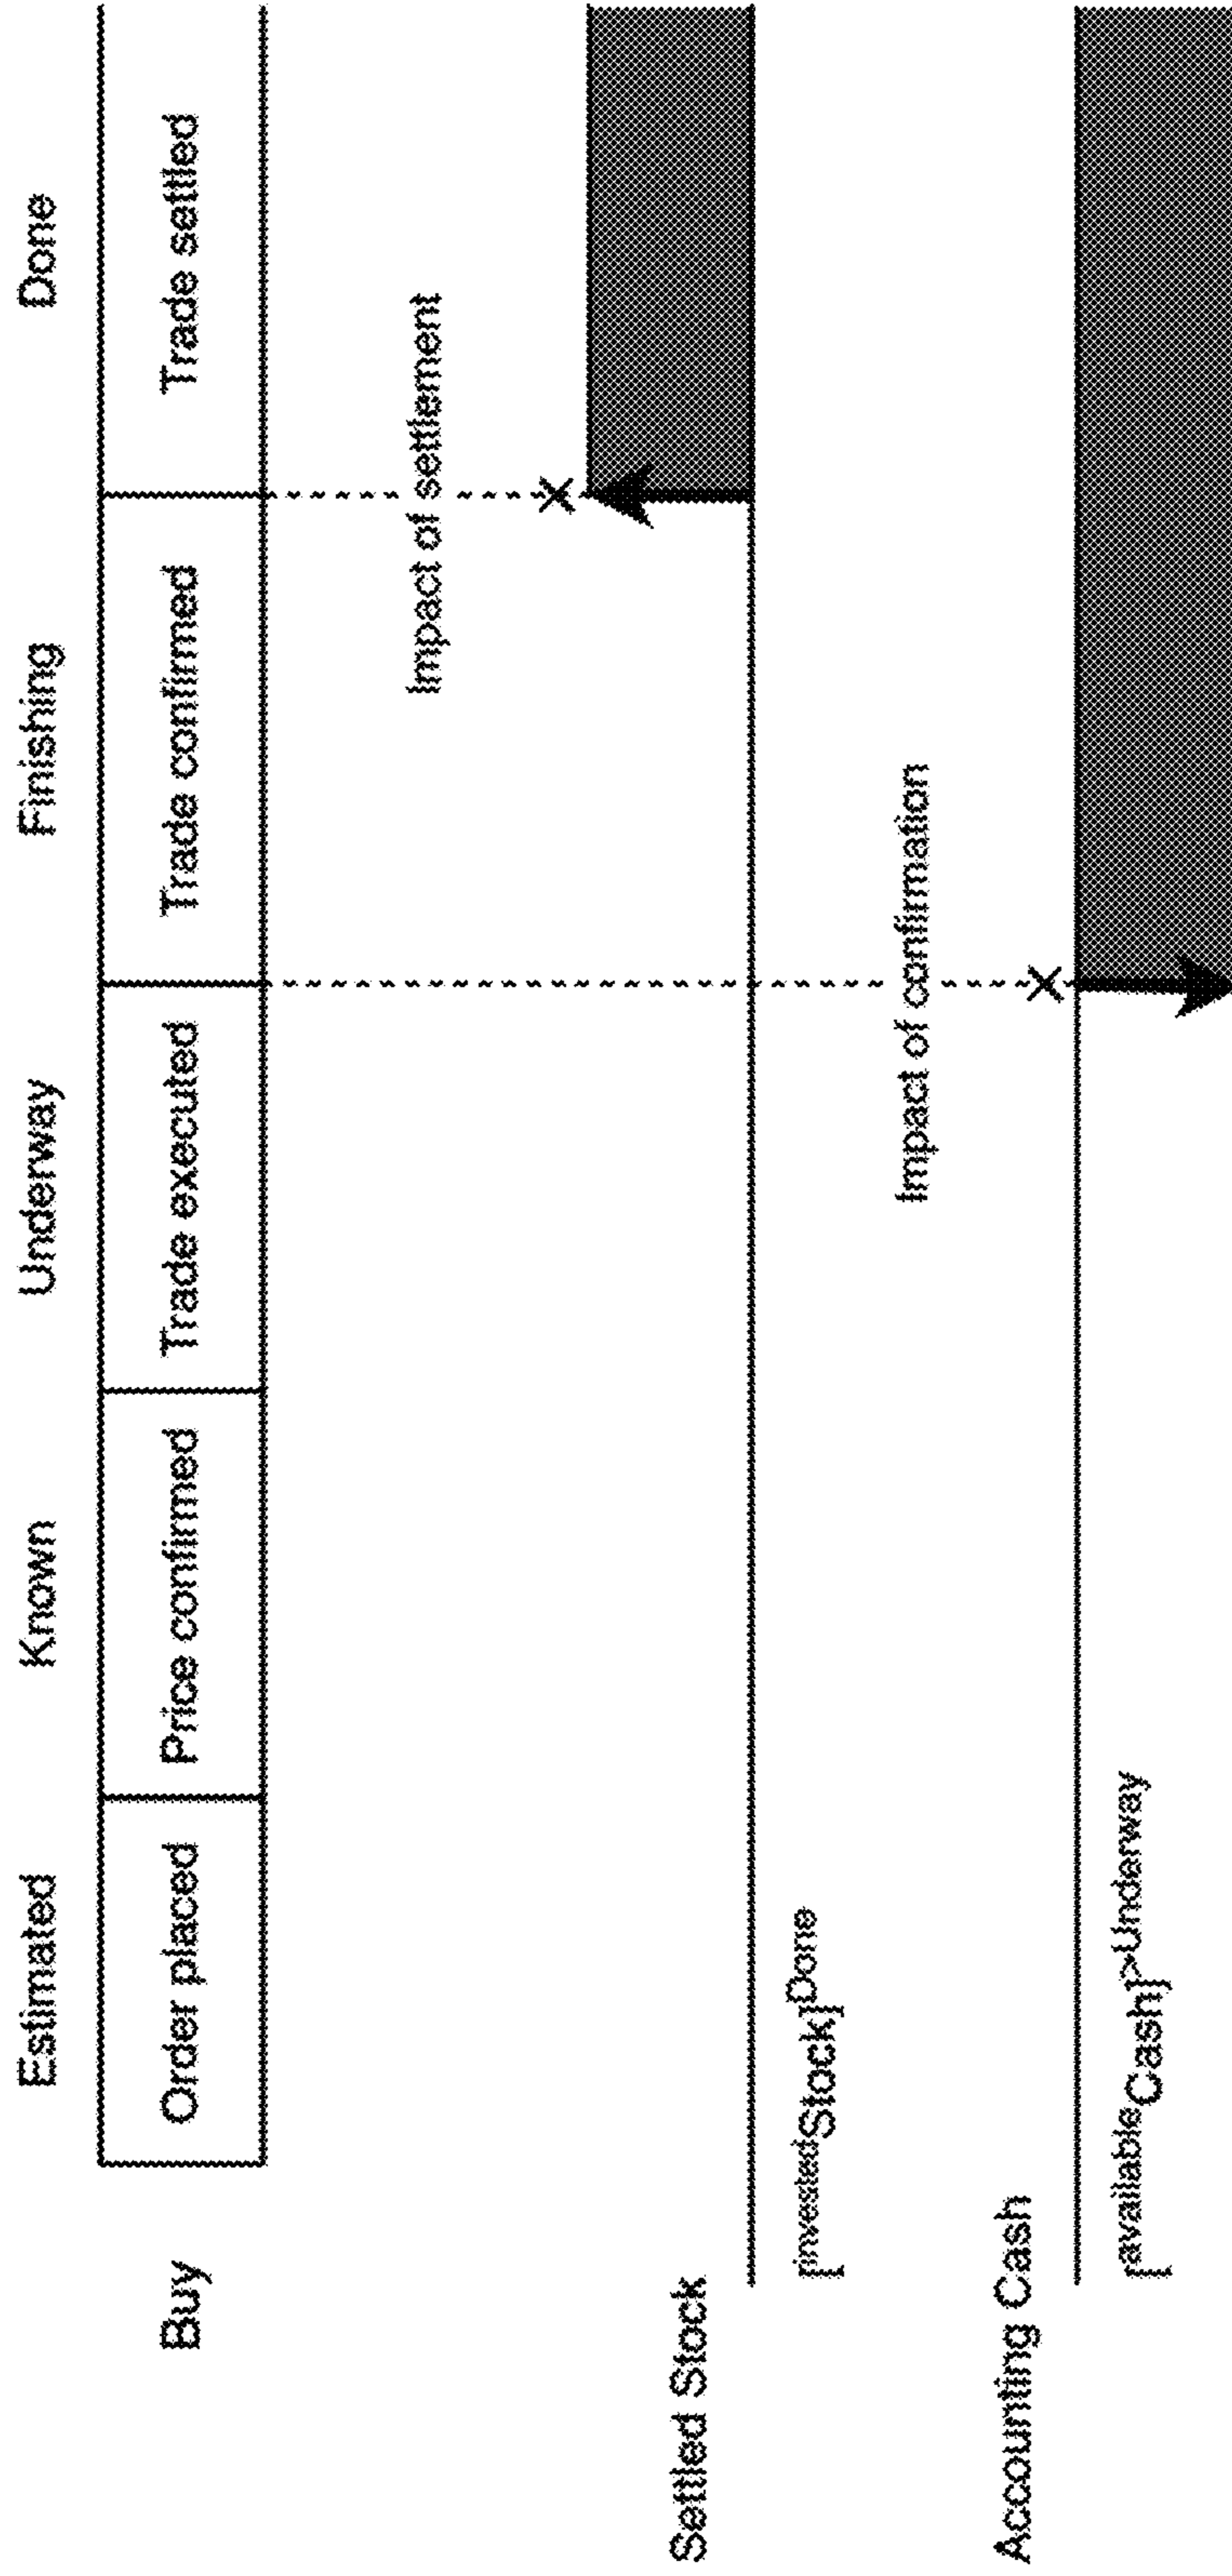 Estimated Known Underway Finishing Done
Buy Order placed Price confirmed Trade executed Trade confirmed Trade settled
Impact of settlement
Settled Stock
[investedStock]Done
Impact of confirmation
Accounting Cash
[availableCash]>Underway